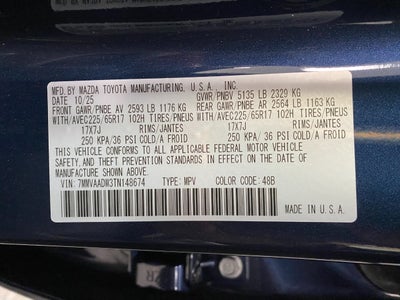 MFD. BY MAZDA TOYOTA MANUFACTURING, U.S.A., INC.
DATE 10/25 GVWR/PNBV 5135 LB 2329 KG
FRONT GAWR/PNBE AV 2593 LB 1176 KG REAR GAWR/PNBE AR 2564 LB 1163 KG
WITH/AVEC225/65R17 102H TIRES/PNEUS WITH/AVEC225/65R17 102H TIRES/PNEUS
17X7J RIMS/JANTES 17X7J RIMS/JANTES
250 KPA/36 PSI COLD/A FROID 250 KPA/36 PSI COLD/A FROID
THIS VEHICLE CONFORMS TO ALL APPLICABLE FEDERAL MOTOR VEHICLE
SAFETY, AND THEFT PREVENTION STANDARDS IN EFFECT ON THE DATE OF
MANUFACTURE SHOWN ABOVE.
VIN: 7MMVAADW3TN148674 TYPE: MPV COLOR CODE: 48B
MADE IN U.S.A.